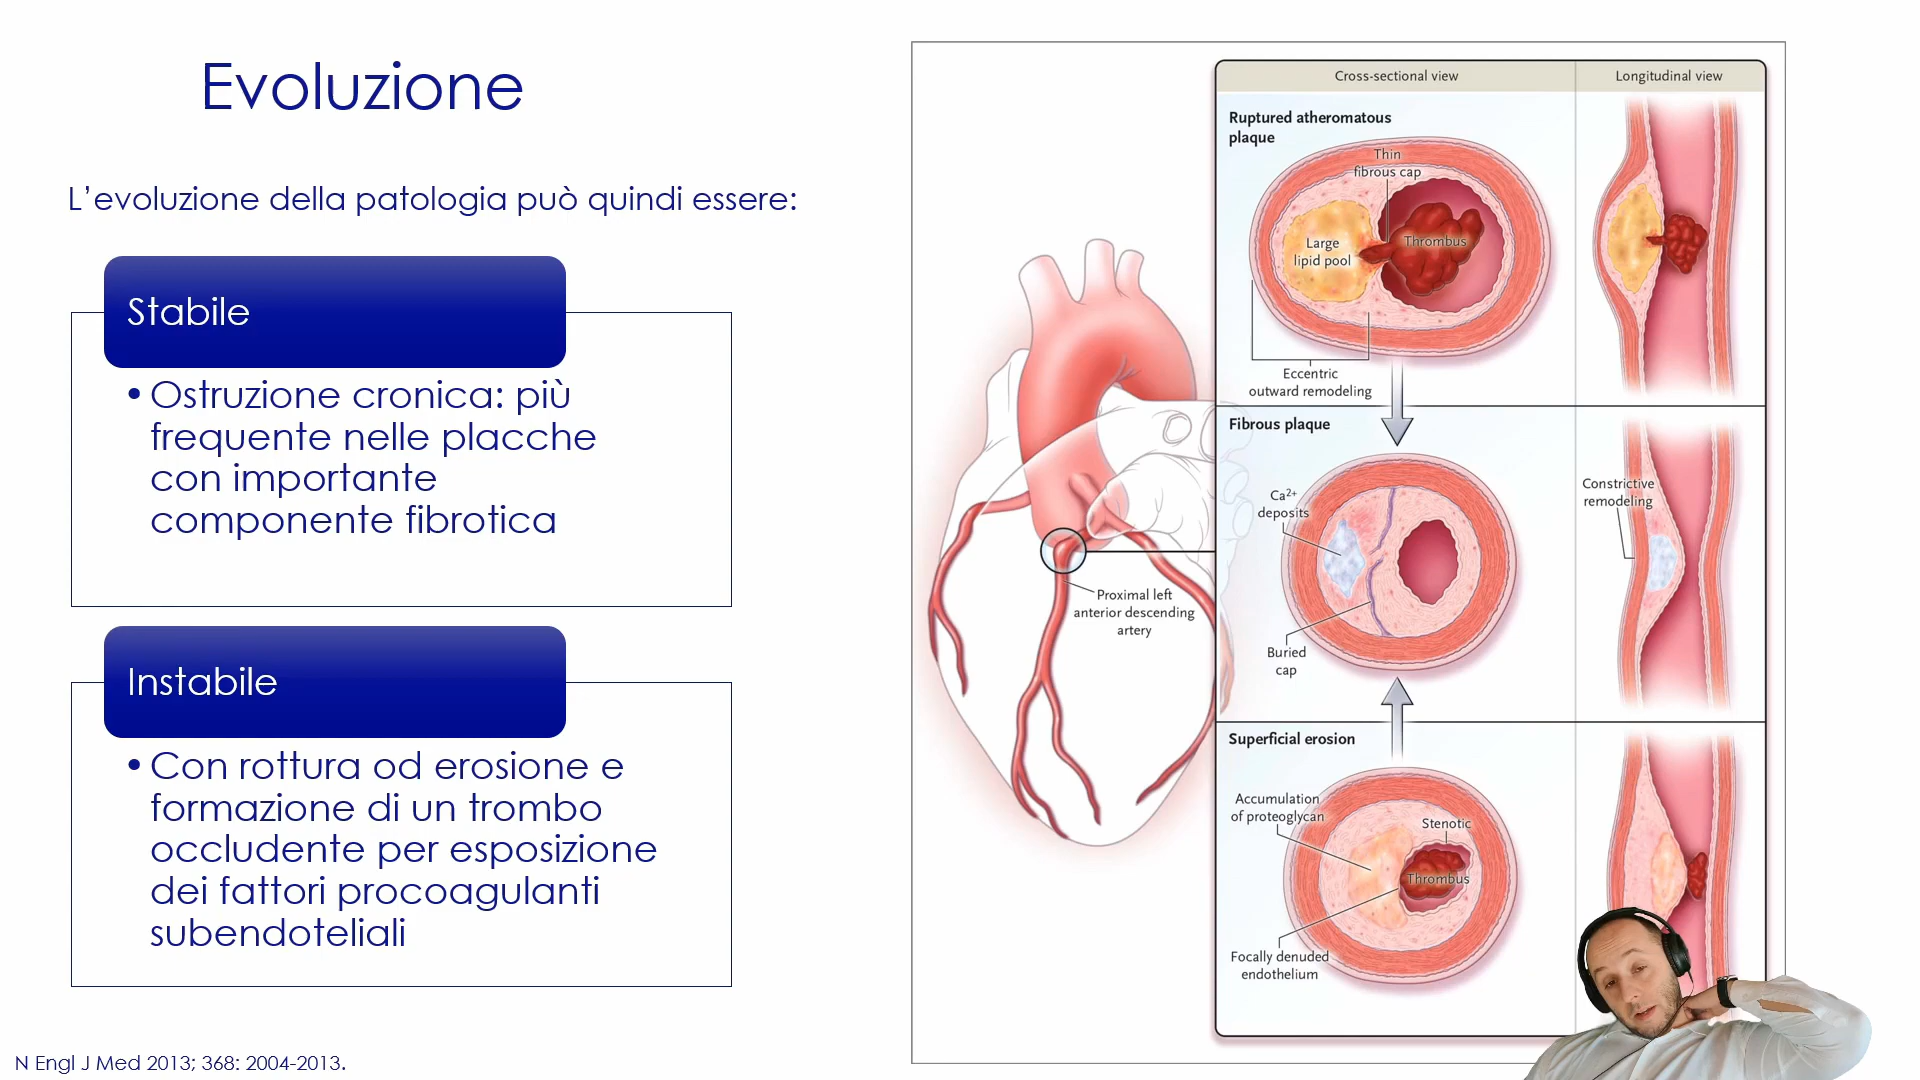 Evoluzione
L’evoluzione della patologia può quindi essere:
Stabile
• Ostruzione cronica: più
frequente nelle placche
con importante
componente fibrotica
Instabile
• Con rottura od erosione e
formazione di un trombo
occludente per esposizione
dei fattori procoagulanti
subendoteliali
N Engl J Med 2013; 368: 2004-2013.
Cross-sectional view
Longitudinal view
Ruptured atheromatous
plaque
Thin
fibrous cap
Large
lipid pool
Thrombus
Eccentric
outward remodeling
Fibrous plaque
Ca²⁺
deposits
Constrictive
remodeling
Buried
cap
Proximal left
anterior descending
artery
Superficial erosion
Accumulation
of proteoglycan
Stenotic
Thrombus
Focally denuded
endothelium